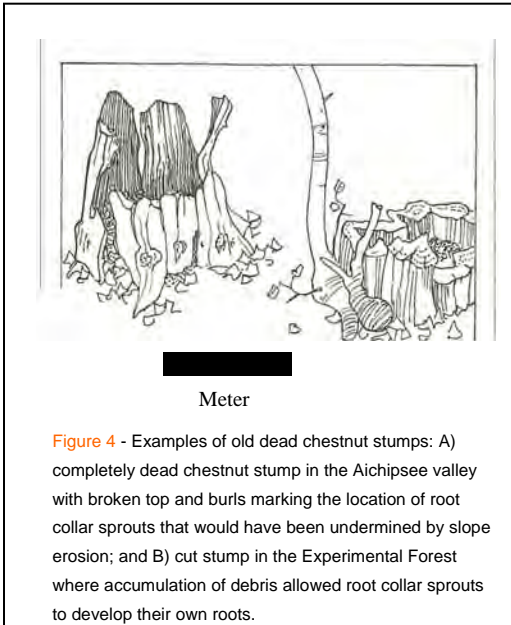 Meter
Figure 4 - Examples of old dead chestnut stumps: A)
completely dead chestnut stump in the Aichipsee valley
with broken top and burls marking the location of root
collar sprouts that would have been undermined by slope
erosion; and B) cut stump in the Experimental Forest
where accumulation of debris allowed root collar sprouts
to develop their own roots.